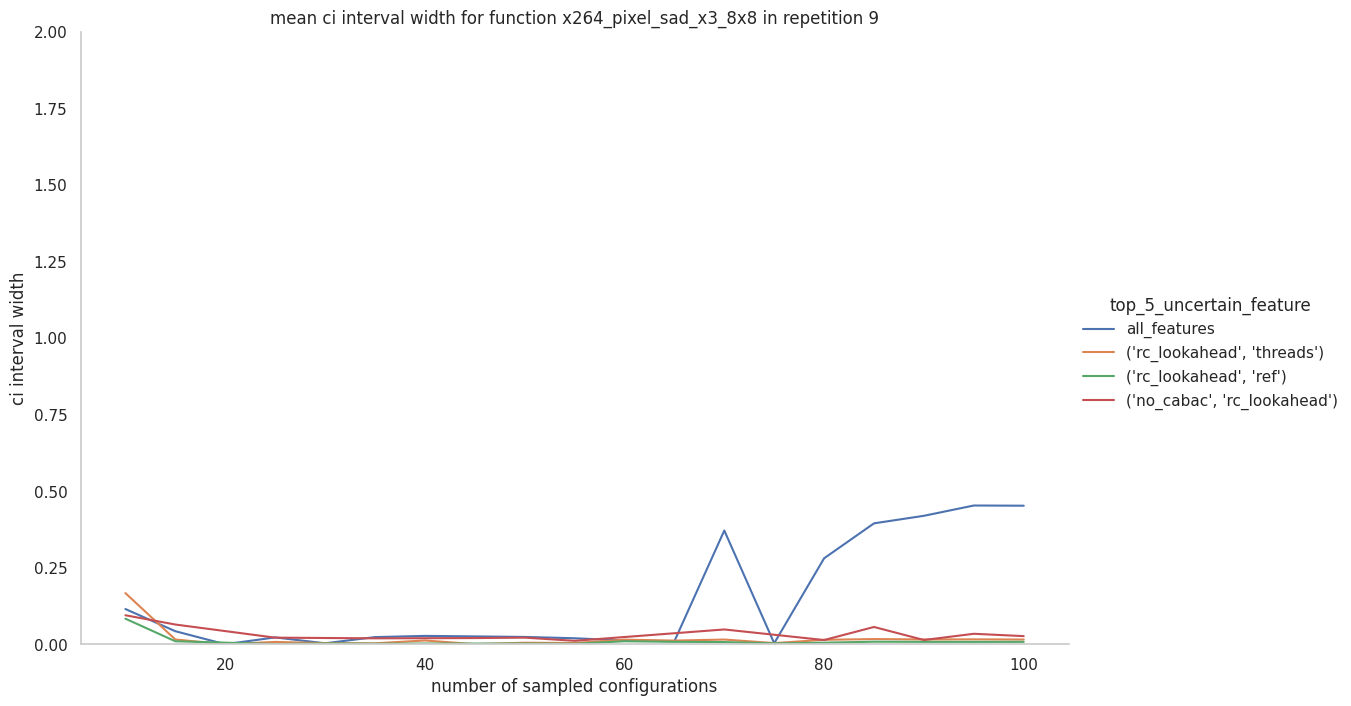 mean ci interval width for function x264_pixel_sad_x3_8x8 in repetition 9
2.00
1.75
1.50
1.25
1.00
0.75
0.50
0.25
0.00
ci interval width
20
40
60
80
100
number of sampled configurations
top_5_uncertain_feature
all_features
('rc_lookahead', 'threads')
('rc_lookahead', 'ref')
('no_cabac', 'rc_lookahead')